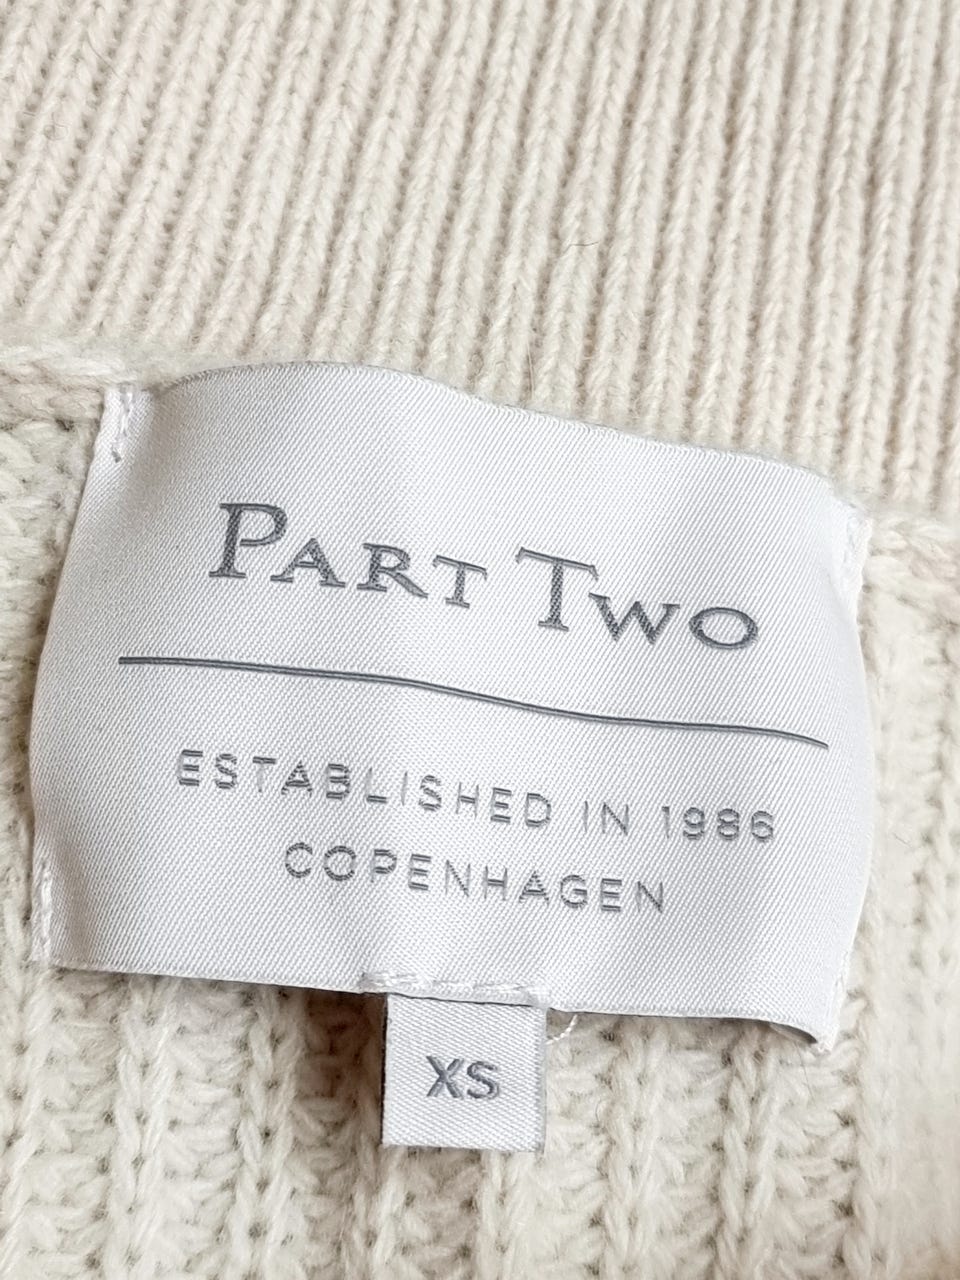 PART TWO
ESTABLISHED IN 1986
COPENHAGEN
XS